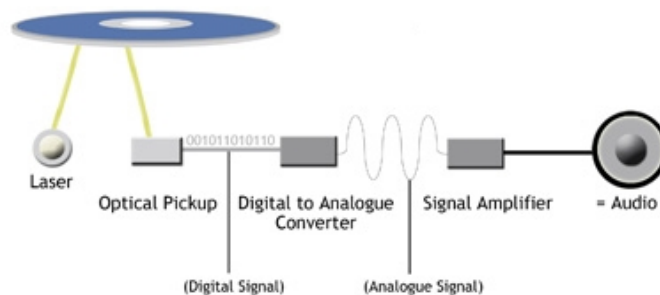 001011010110
Laser
Optical Pickup
Digital to Analogue
Converter
Signal Amplifier
= Audio
(Digital Signal)
(Analogue Signal)